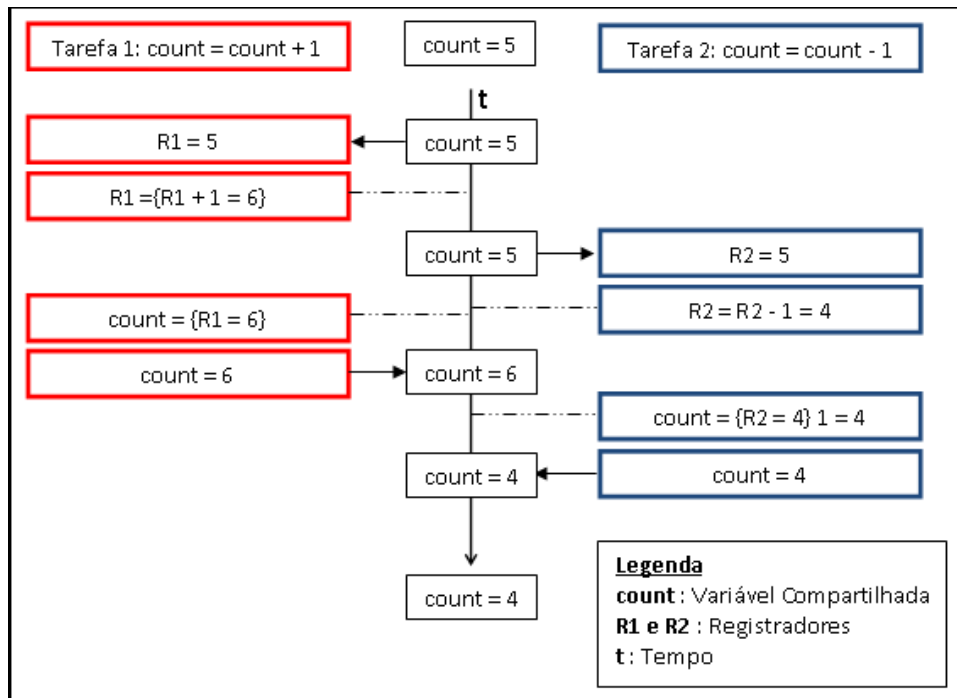 Tarefa 1: count = count + 1
count = 5
Tarefa 2: count = count - 1
t
R1 = 5
count = 5
R1 ={R1 + 1 = 6}
count = 5
R2 = 5
count = {R1 = 6}
R2 = R2 - 1 = 4
count = 6
count = 6
count = {R2 = 4} 1 = 4
count = 4
count = 4
count = 4
Legenda
count : Variável Compartilhada
R1 e R2 : Registradores
t : Tempo